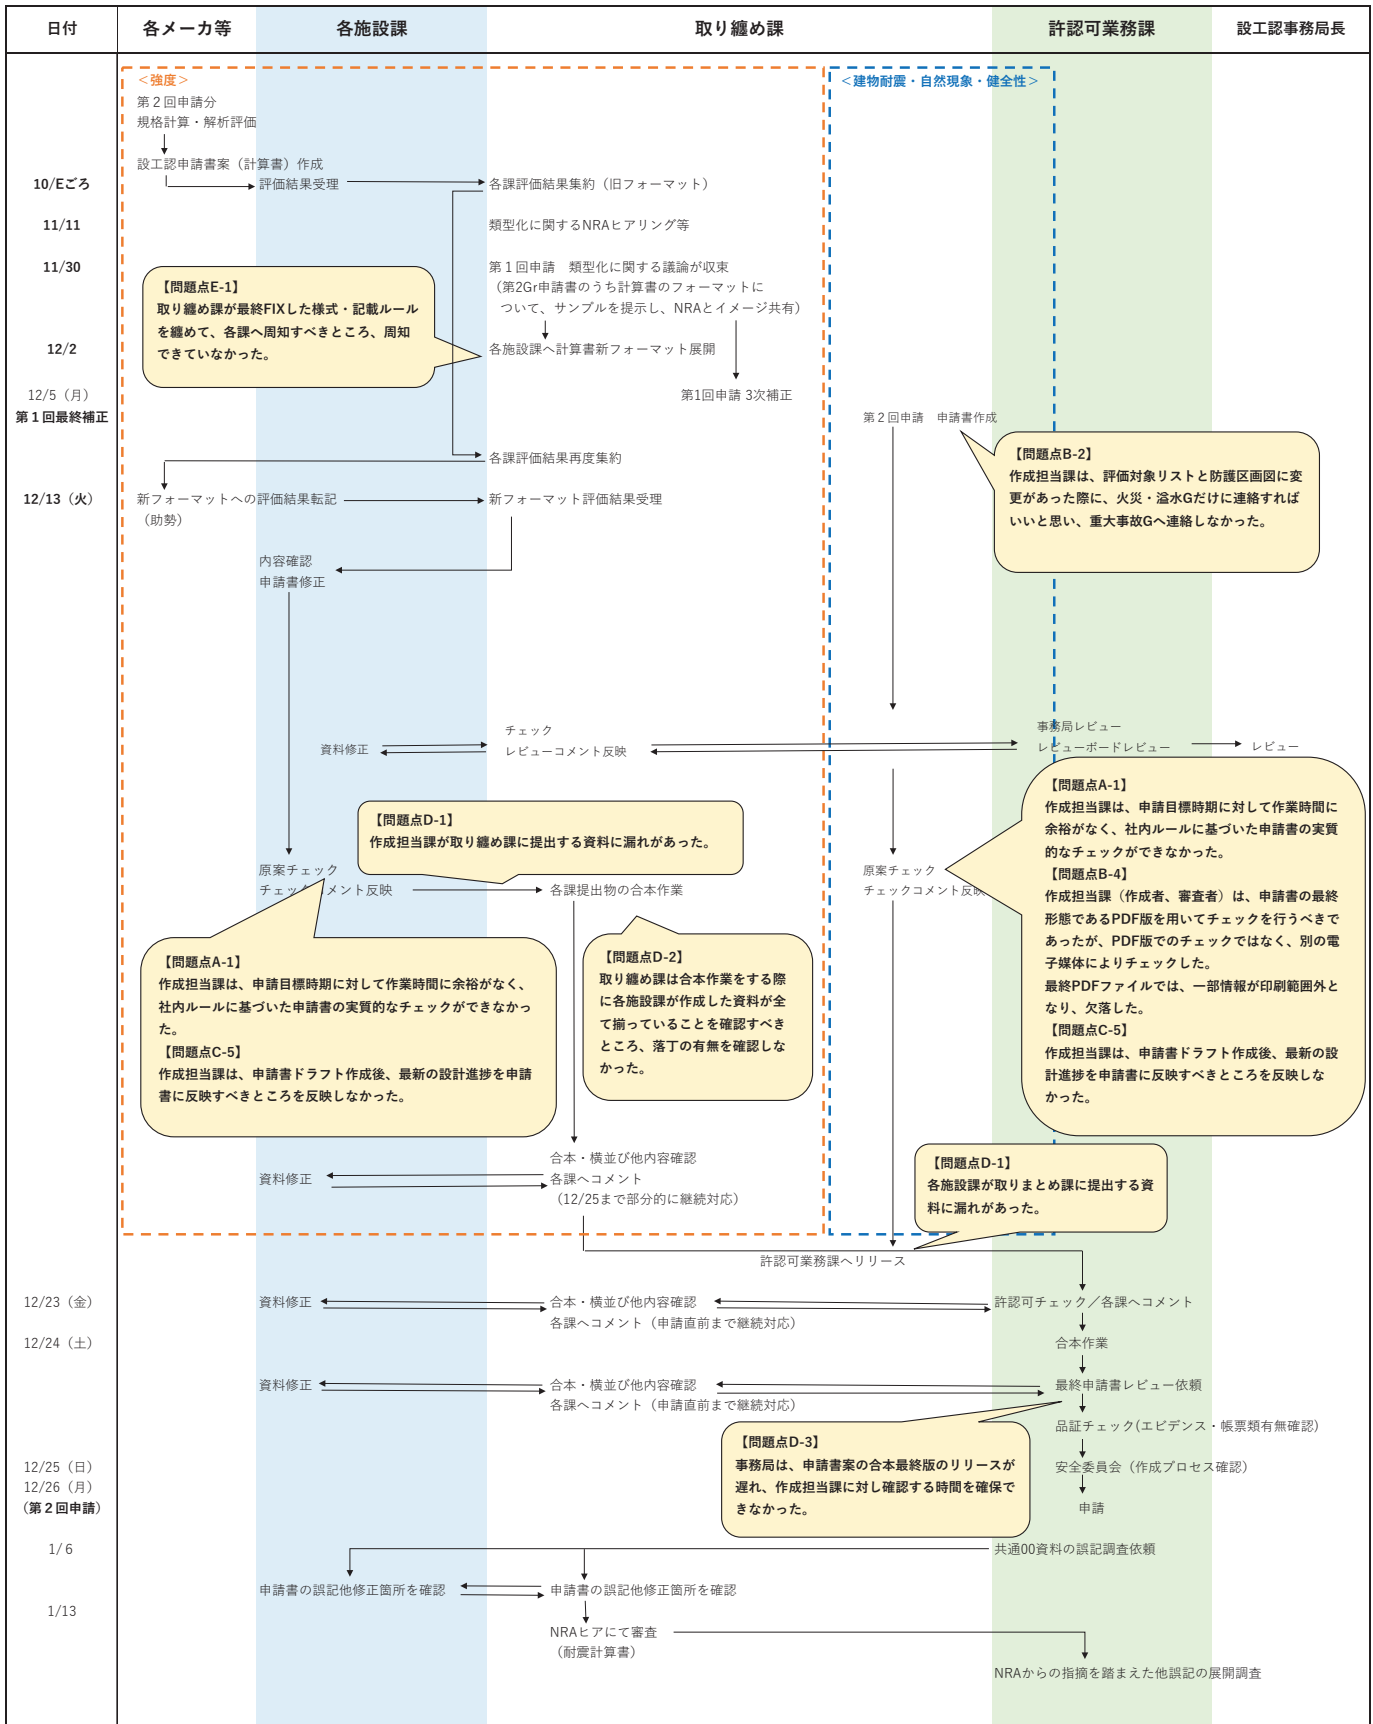 日付
各メーカ等
各施設課
取り纏め課
許認可業務課
設工認事務局長
＜強度＞
＜建物耐震・自然現象・健全性＞
第２回申請分
規格計算・解析評価
設工認申請書案（計算書）作成
10/Eごろ
評価結果受理
各課評価結果集約（旧フォーマット）
11/11
類型化に関するNRAヒアリング等
11/30
第１回申請　類型化に関する議論が収束
（第2Gr申請書のうち計算書のフォーマットに
ついて、サンプルを提示し、NRAとイメージ共有）
【問題点E-1】
取り纏め課が最終FIXした様式・記載ルール
を纏めて、各課へ周知すべきところ、周知
できていなかった。
12/2
各施設課へ計算書新フォーマット展開
12/5（月）
第１回最終補正
第1回申請 3次補正
第２回申請　申請書作成
【問題点B-2】
作成担当課は、評価対象リストと防護区画図に変
更があった際に、火災・溢水Gだけに連絡すれば
いいと思い、重大事故Gへ連絡しなかった。
各課評価結果再度集約
12/13（火）
新フォーマットへの評価結果転記
（助勢）
新フォーマット評価結果受理
内容確認
申請書修正
チェック
レビューコメント反映
資料修正
事務局レビュー
レビューボードレビュー
レビュー
【問題点A-1】
作成担当課は、申請目標時期に対して作業時間に
余裕がなく、社内ルールに基づいた申請書の実質
的なチェックができなかった。
【問題点B-4】
作成担当課（作成者、審査者）は、申請書の最終
形態であるPDF版を用いてチェックを行うべきで
あったが、PDF版でのチェックではなく、別の電
子媒体によりチェックした。
最終PDFファイルでは、一部情報が印刷範囲外と
なり、欠落した。
【問題点C-5】
作成担当課は、申請書ドラフト作成後、最新の設
計進捗を申請書に反映すべきところを反映しな
かった。
【問題点D-1】
作成担当課が取り纏め課に提出する資料に漏れがあった。
原案チェック
チェックコメント反映
各課提出物の合本作業
原案チェック
チェックコメント反映
【問題点A-1】
作成担当課は、申請目標時期に対して作業時間に余裕がなく、
社内ルールに基づいた申請書の実質的なチェックができなかっ
た。
【問題点C-5】
作成担当課は、申請書ドラフト作成後、最新の設計進捗を申請
書に反映すべきところを反映しなかった。
【問題点D-2】
取り纏め課は合本作業をする際
に各施設課が作成した資料が全
て揃っていることを確認すべき
ところ、落丁の有無を確認しな
かった。
合本・横並び他内容確認
各課へコメント
（12/25まで部分的に継続対応）
資料修正
【問題点D-1】
各施設課が取りまとめ課に提出する資
料に漏れがあった。
許認可業務課へリリース
12/23（金）
資料修正
合本・横並び他内容確認
各課へコメント（申請直前まで継続対応）
許認可チェック／各課へコメント
12/24（土）
合本作業
資料修正
合本・横並び他内容確認
各課へコメント（申請直前まで継続対応）
最終申請書レビュー依頼
品証チェック(エビデンス・帳票類有無確認)
【問題点D-3】
事務局は、申請書案の合本最終版のリリースが
遅れ、作成担当課に対し確認する時間を確保で
きなかった。
12/25（日）
12/26（月）
（第２回申請）
安全委員会（作成プロセス確認）
申請
1/ 6
共通00資料の誤記調査依頼
申請書の誤記他修正箇所を確認
申請書の誤記他修正箇所を確認
1/13
NRAヒアにて審査
（耐震計算書）
NRAからの指摘を踏まえた他誤記の展開調査